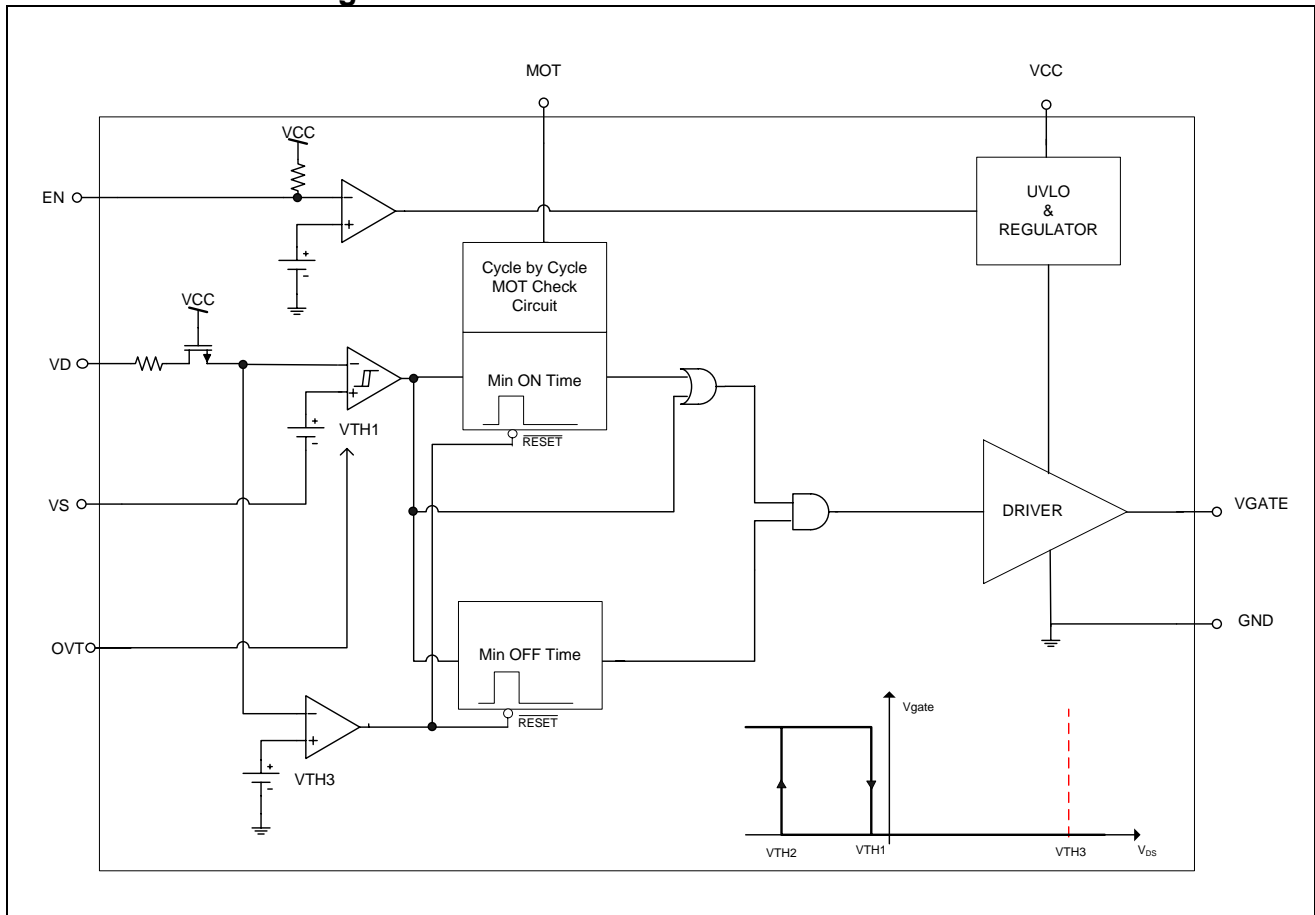 MOT
VCC
VCC
EN
−
+
+
-
UVLO
&
REGULATOR
Cycle by Cycle
MOT Check
Circuit
VCC
VD
−
+
+
-
VTH1
Min ON Time
RESET
VS
DRIVER
VGATE
OVT
Min OFF Time
RESET
GND
−
+
+
-
VTH3
Vgate
VTH2
VTH1
VTH3
VDS